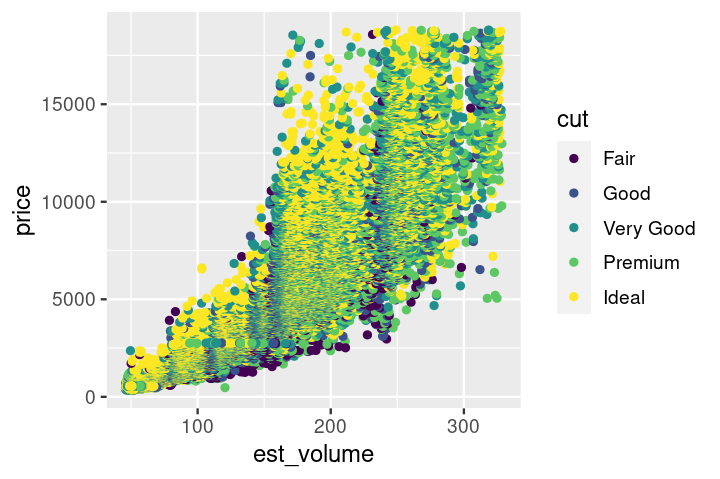 15000
10000
5000
0
price
100
200
300
est_volume
cut
Fair
Good
Very Good
Premium
Ideal